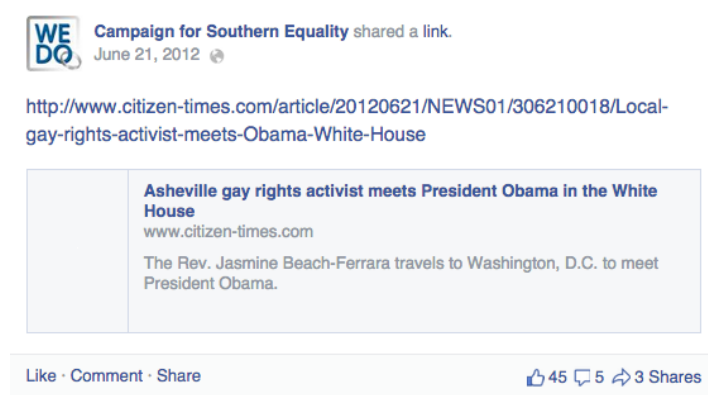 WE
DO
Campaign for Southern Equality shared a link.
June 21, 2012
http://www.citizen-times.com/article/20120621/NEWS01/306210018/Local-
gay-rights-activist-meets-Obama-White-House
Asheville gay rights activist meets President Obama in the White
House
www.citizen-times.com
The Rev. Jasmine Beach-Ferrara travels to Washington, D.C. to meet
President Obama.
Like · Comment · Share 45 5 3 Shares